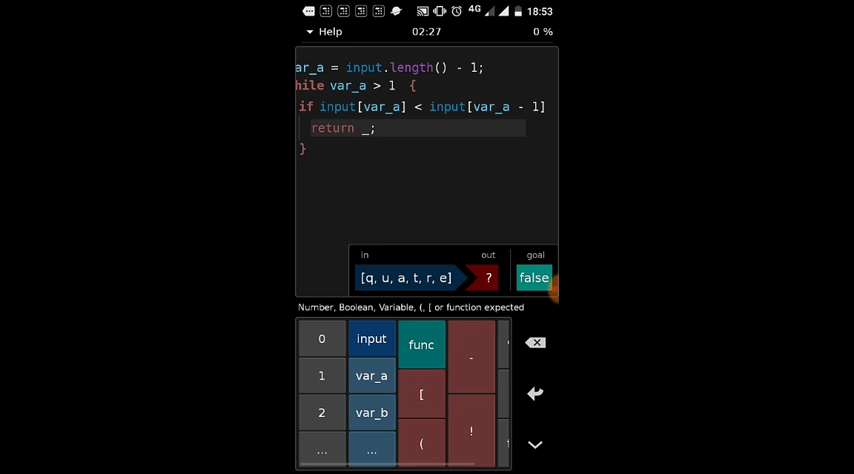 4G 18:53
Help 02:27 0 %
ar_a = input.length() - 1;
hile var_a > 1 {
if input[var_a] < input[var_a - 1]
return _;
}
in out goal
[q, u, a, t, r, e] ? false
Number, Boolean, Variable, (, [ or function expected
0 input func -
1 var_a [
2 var_b ( !
... ...